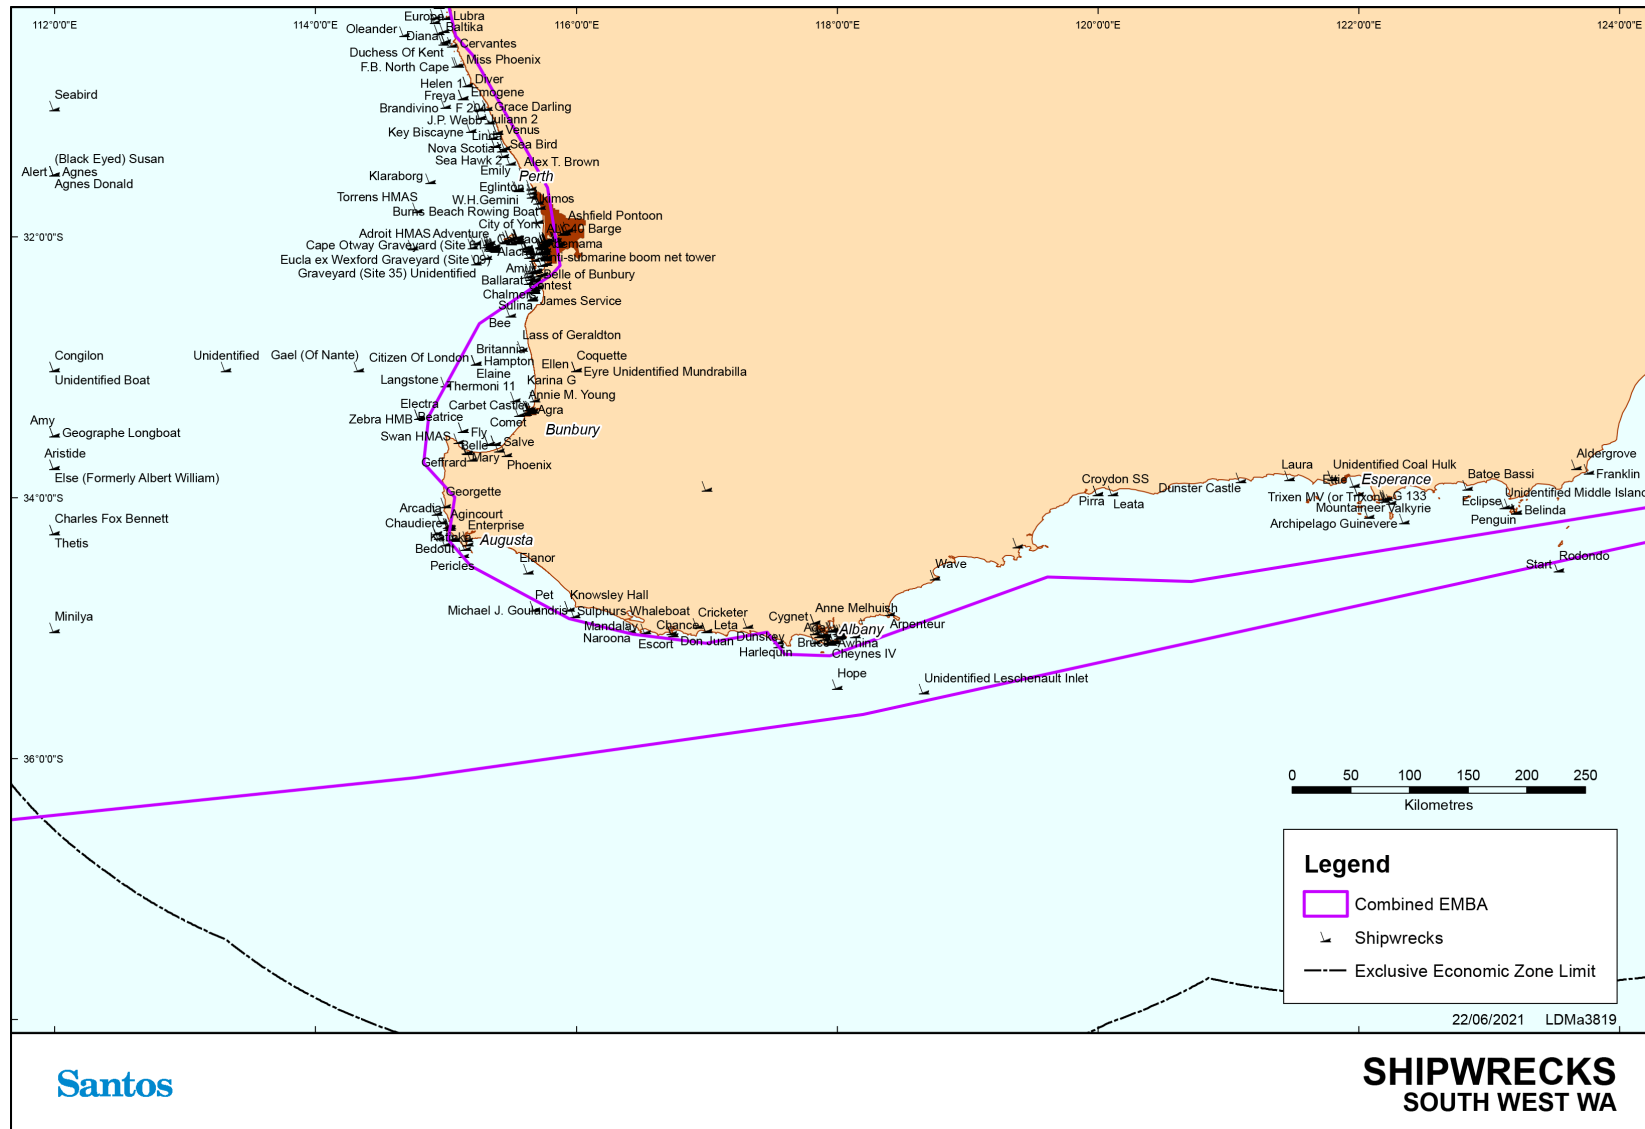 112°0'0"E
114°0'0"E
116°0'0"E
118°0'0"E
120°0'0"E
122°0'0"E
124°0'0"E
Europa
Lubra
Oleander
Baltika
Diana
Cervantes
Duchess Of Kent
Miss Phoenix
F.B. North Cape
Helen 1
Diver
Seabird
Freya
Emogene
Brandivino
F 204
Grace Darling
J.P. Webb
Juliann 2
Key Biscayne
Linna
Venus
Nova Scotia
Sea Bird
Sea Hawk 2
Alex T. Brown
(Black Eyed) Susan
Alert
Agnes
Agnes Donald
Klaraborg
Emily
Perth
Eglinton
Torrens HMAS
W.H.Gemini
Alkimos
Burns Beach Rowing Boat
Ashfield Pontoon
City of York
ALC40 Barge
Adroit HMAS
Adventure
32°0'0"S
Cape Otway Graveyard (Site
Eucla ex Wexford Graveyard (Site 09)
Anti-submarine boom net tower
Graveyard (Site 35) Unidentified
Belle of Bunbury
Ballarat
Chalmers
James Service
Sulina
Bee
Lass of Geraldton
Britannia
Congilon
Unidentified
Gael (Of Nante)
Citizen Of London
Hampton
Ellen
Coquette
Unidentified Boat
Elaine
Eyre Unidentified Mundrabilla
Langstone
Thermoni 11
Karina G
Annie M. Young
Electra
Carbet Castle
Agra
Amy
Zebra HMB
Beatrice
Comet
Bunbury
Geographe Longboat
Swan HMAS
Fly
Salve
Aristide
Belle
Geffrard
Mary
Phoenix
Else (Formerly Albert William)
Aldergrove
Laura
Unidentified Coal Hulk
Batoe Bassi
Franklin
Croydon SS
Dunster Castle
Esperance
34°0'0"S
Georgette
Pirra
Leata
Trixen MV (or Trixon)
G 133
Eclipse
Unidentified Middle Island
Arcadia
Agincourt
Mountaineer
Valkyrie
Belinda
Charles Fox Bennett
Chaudiere
Enterprise
Archipelago Guinevere
Penguin
Thetis
Augusta
Bedout
Pericles
Elanor
Wave
Rodondo
Start
Minilya
Pet
Knowsley Hall
Michael J. Goulandris
Sulphurs Whaleboat
Cricketer
Cygnet
Anne Melhuish
Mandalay
Chance
Leta
Albany
Arpenteur
Naroona
Escort
Don Juan
Dunskey
Bruce
Awhina
Harlequin
Cheynes IV
Hope
Unidentified Leschenault Inlet
36°0'0"S
0
50
100
150
200
250
Kilometres
Legend
Combined EMBA
Shipwrecks
Exclusive Economic Zone Limit
22/06/2021
LDMa3819
Santos
SHIPWRECKS
SOUTH WEST WA